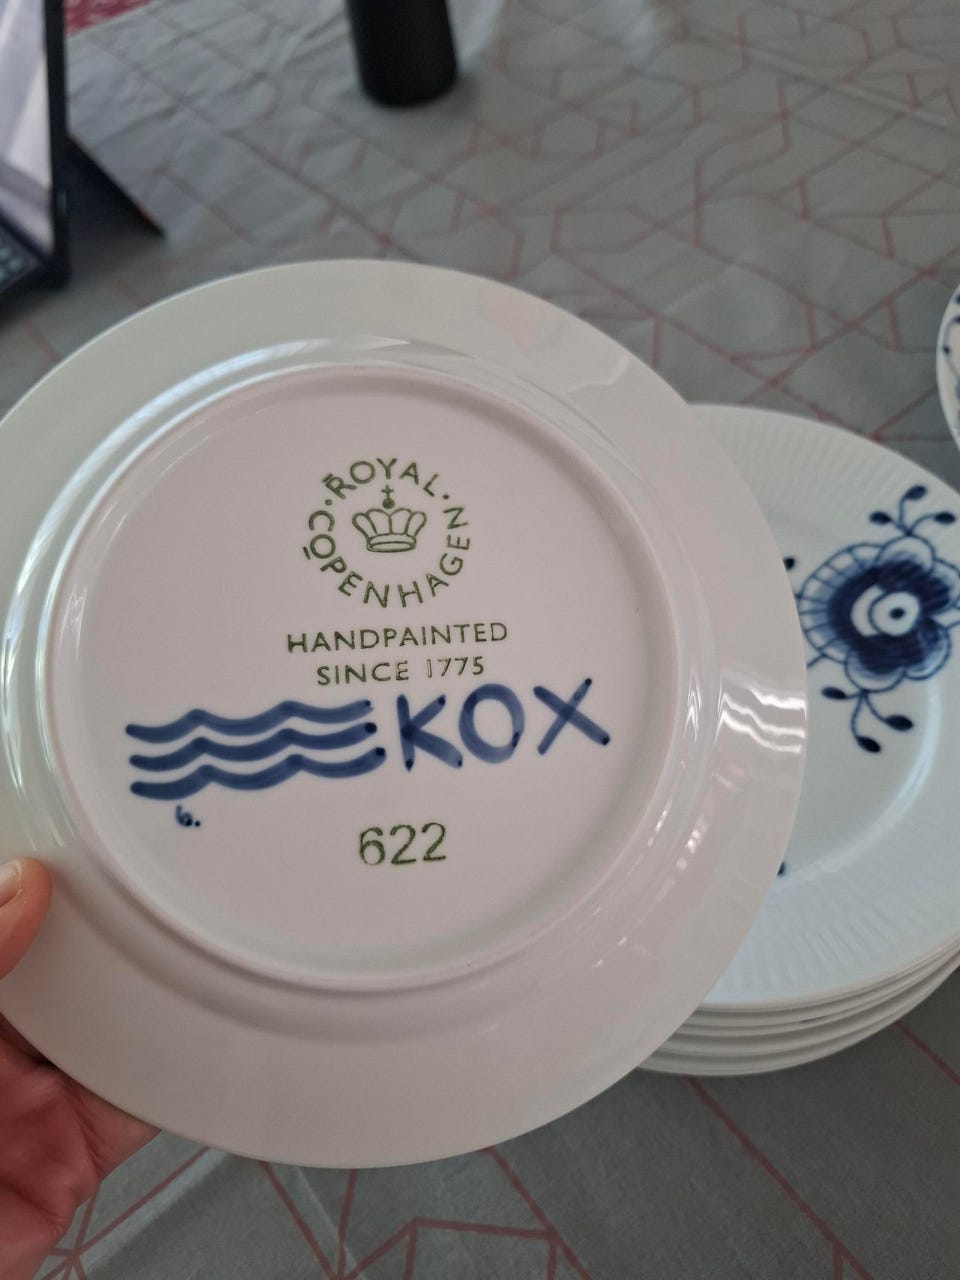 ROYAL
COPENHAGEN
HANDPAINTED
SINCE 1775
KOX
6.
622